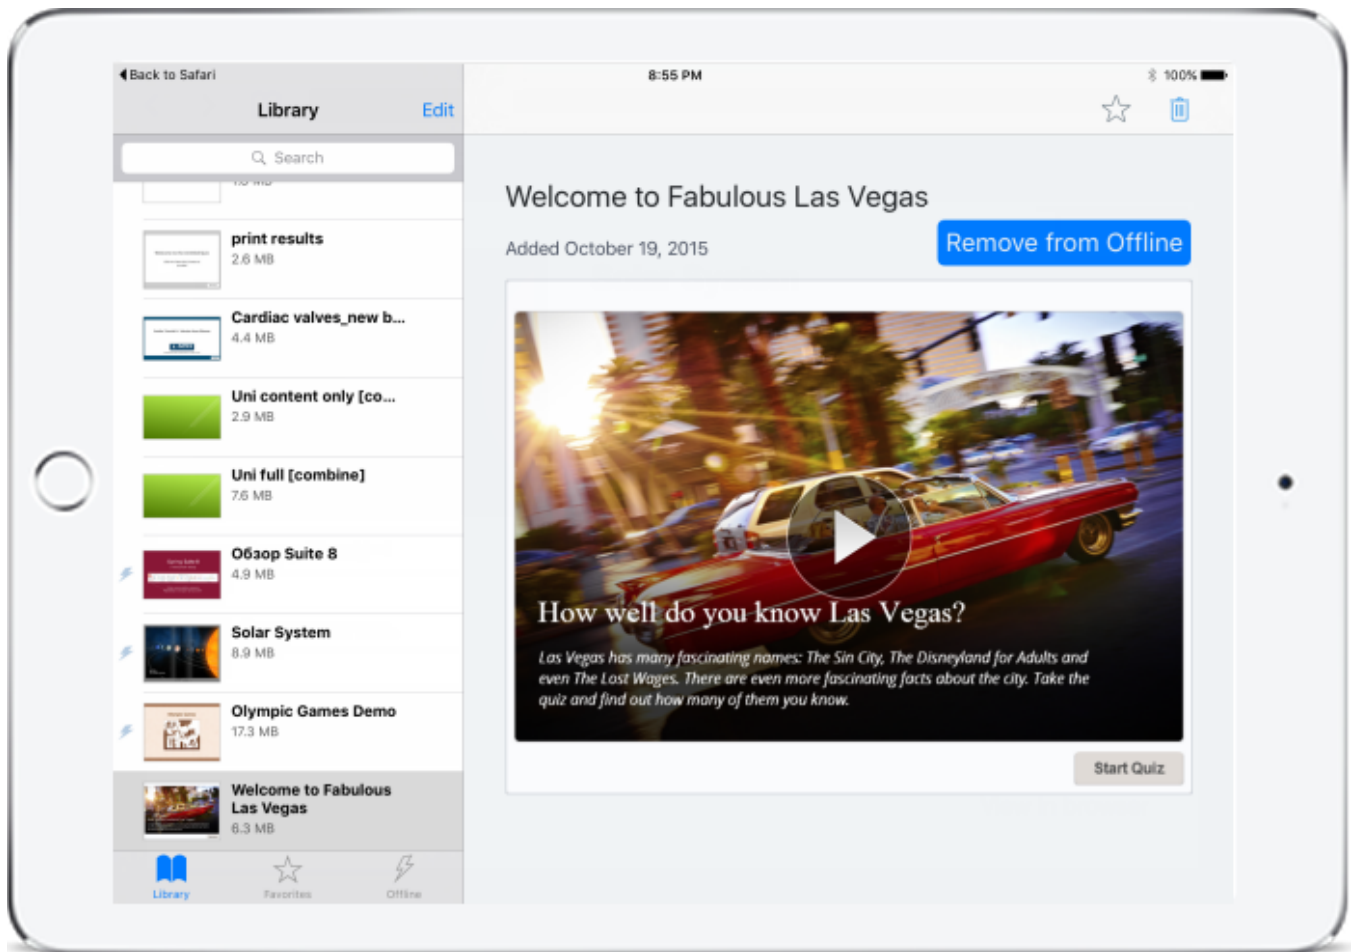 Back to Safari
8:55 PM
100%
Library
Edit
Search
print results
2.6 MB
Cardiac valves_new b...
4.4 MB
Uni content only [co...
2.9 MB
Uni full [combine]
7.6 MB
Обзор Suite 8
4.9 MB
Solar System
8.9 MB
Olympic Games Demo
17.3 MB
Welcome to Fabulous
Las Vegas
6.3 MB
Library
Favorites
Offline
Welcome to Fabulous Las Vegas
Added October 19, 2015
Remove from Offline
How well do you know Las Vegas?
Las Vegas has many fascinating names: The Sin City, The Disneyland for Adults and
even The Lost Wages. There are even more fascinating facts about the city. Take the
quiz and find out how many of them you know.
Start Quiz